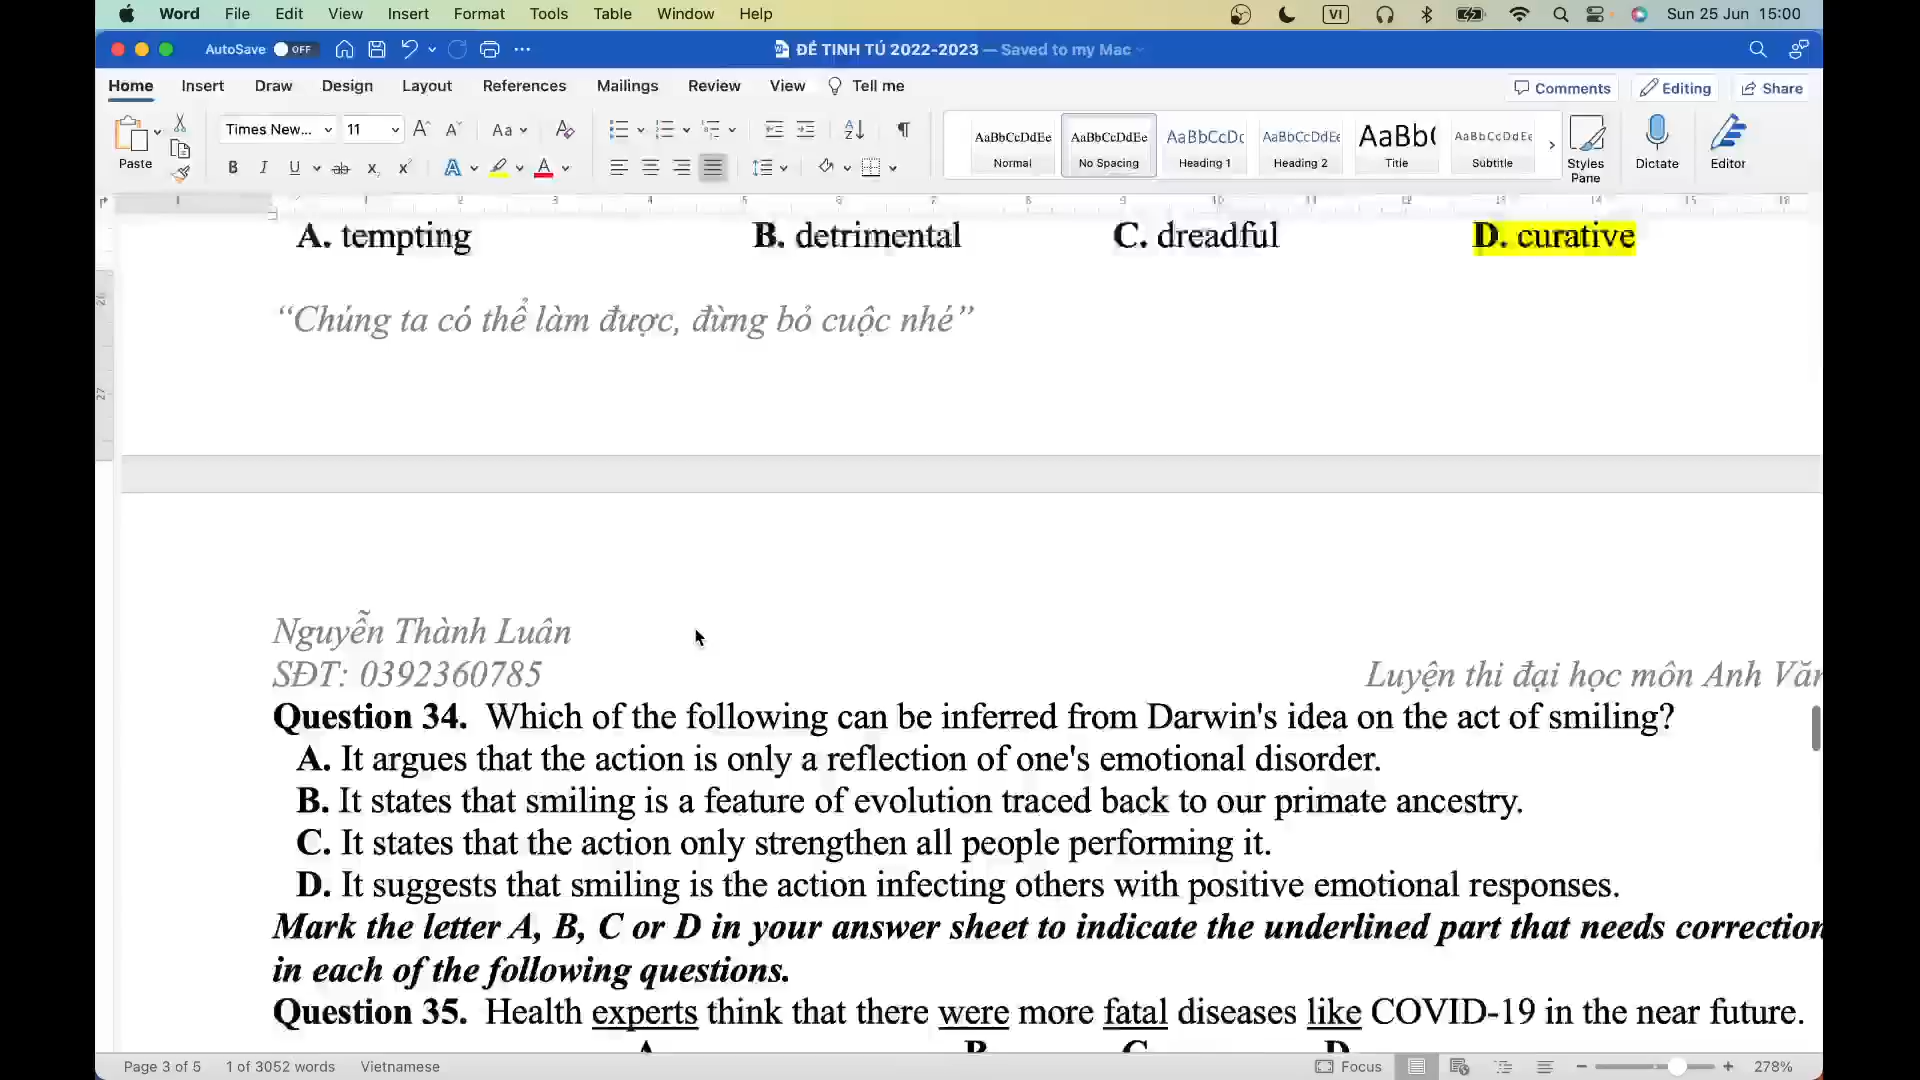 Word File Edit View Insert Format Tools Table Window Help VI Sun 25 Jun 15:00
AutoSave OFF ĐỀ TINH TÚ 2022-2023 — Saved to my Mac
Home Insert Draw Design Layout References Mailings Review View Tell me Comments Editing Share
Paste Times New... 11 Aa
AaBbCcDdEe AaBbCcDdEe AaBbCcDc AaBbCcDdEe AaBb( AaBbCcDdEe
Normal No Spacing Heading 1 Heading 2 Title Subtitle Styles Pane Dictate Editor
A. tempting B. detrimental C. dreadful D. curative
“Chúng ta có thể làm được, đừng bỏ cuộc nhé”
Nguyễn Thành Luân
SĐT: 0392360785 Luyện thi đại học môn Anh Văn
Question 34. Which of the following can be inferred from Darwin's idea on the act of smiling?
A. It argues that the action is only a reflection of one's emotional disorder.
B. It states that smiling is a feature of evolution traced back to our primate ancestry.
C. It states that the action only strengthen all people performing it.
D. It suggests that smiling is the action infecting others with positive emotional responses.
Mark the letter A, B, C or D in your answer sheet to indicate the underlined part that needs correction
in each of the following questions.
Question 35. Health experts think that there were more fatal diseases like COVID-19 in the near future.
A B C D
Page 3 of 5 1 of 3052 words Vietnamese Focus 278%